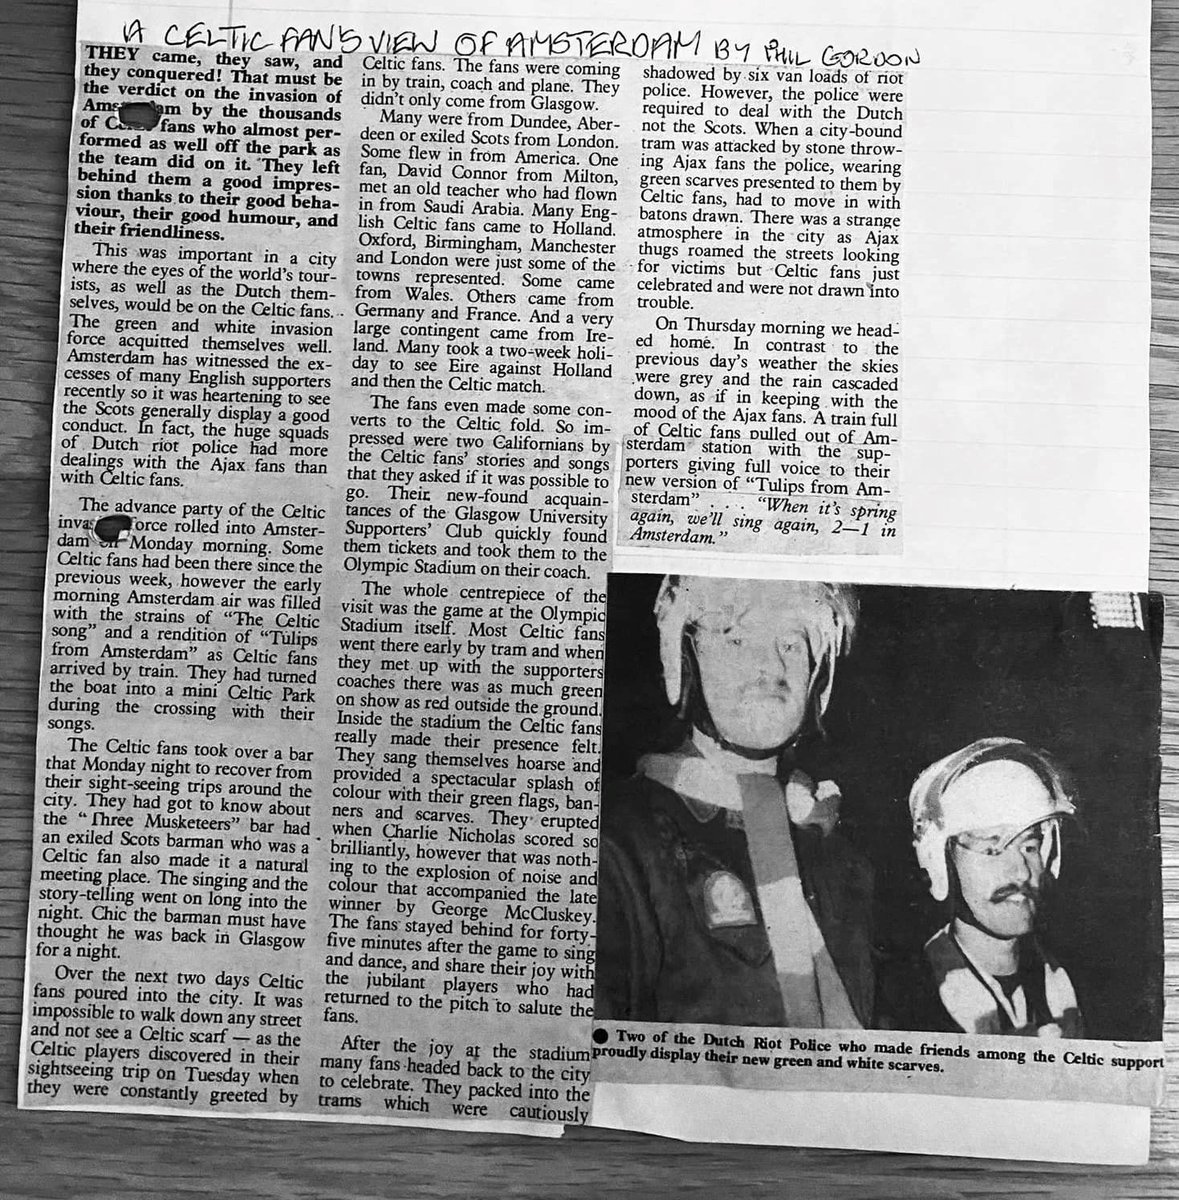 A CELTIC FAN'S VIEW OF AMSTERDAM BY PHIL GORDON
THEY came, they saw, and
they conquered! That must be
the verdict on the invasion of
by the thousands
of fans who almost per-
formed as well off the park as
the team did on it. They left
behind them a good impres-
sion thanks to their good beha-
viour, their good humour, and
their friendliness.
This was important in a city
where the eyes of the world's tour-
ists, as well as the Dutch them-
selves, would be on the Celtic fans.
The green and white invasion
force acquitted themselves well.
Amsterdam has witnessed the ex-
cesses of many English supporters
recently so it was heartening to see
the Scots generally display a good
conduct. In fact, the huge squads
of Dutch riot police had more
dealings with the Ajax fans than
with Celtic fans.
The advance party of the Celtic
force rolled into Amster-
dam on Monday morning. Some
Celtic fans had been there since the
previous week, however the early
morning Amsterdam air was filled
with the strains of "The Celtic
song" and a rendition of "Tulips
from Amsterdam" as Celtic fans
arrived by train. They had turned
the boat into a mini Celtic Park
during the crossing with their
songs.
The Celtic fans took over a bar
that Monday night to recover from
their sight-seeing trips around the
city. They had got to know about
the "Three Musketeers" bar had
an exiled Scots barman who was a
Celtic fan also made it a natural
meeting place. The singing and the
story-telling went on long into the
night. Chic the barman must have
thought he was back in Glasgow
for a night.
Over the next two days Celtic
fans poured into the city. It was
impossible to walk down any street
and not see a Celtic scarf — as the
Celtic players discovered in their
sightseeing trip on Tuesday when
they were constantly greeted by
Celtic fans. The fans were coming
in by train, coach and plane. They
didn't only come from Glasgow.
Many were from Dundee, Aber-
deen or exiled Scots from London.
Some flew in from America. One
fan, David Connor from Milton,
met an old teacher who had flown
in from Saudi Arabia. Many Eng-
lish Celtic fans came to Holland.
Oxford, Birmingham, Manchester
and London were just some of the
towns represented. Some came
from Wales. Others came from
Germany and France. And a very
large contingent came from Ire-
land. Many took a two-week holi-
day to see Eire against Holland
and then the Celtic match.
The fans even made some con-
verts to the Celtic fold. So im-
pressed were two Californians by
the Celtic fans' stories and songs
that they asked if it was possible to
go. Their new-found acquain-
tances of the Glasgow University
Supporters' Club quickly found
them tickets and took them to the
Olympic Stadium on their coach.
The whole centrepiece of the
visit was the game at the Olympic
Stadium itself. Most Celtic fans
went there early by tram and when
they met up with the supporters
coaches there was as much green
on show as red outside the ground.
Inside the stadium the Celtic fans
really made their presence felt.
They sang themselves hoarse and
provided a spectacular splash of
colour with their green flags, ban-
ners and scarves. They erupted
when Charlie Nicholas scored so
brilliantly, however that was noth-
ing to the explosion of noise and
colour that accompanied the late
winner by George McCluskey.
The fans stayed behind for forty-
five minutes after the game to sing
and dance, and share their joy with
the jubilant players who had
returned to the pitch to salute the
fans.
After the joy at the stadium
many fans headed back to the city
to celebrate. They packed into the
trams which were cautiously
shadowed by six van loads of riot
police. However, the police were
required to deal with the Dutch
not the Scots. When a city-bound
tram was attacked by stone throw-
ing Ajax fans the police, wearing
green scarves presented to them by
Celtic fans, had to move in with
batons drawn. There was a strange
atmosphere in the city as Ajax
thugs roamed the streets looking
for victims but Celtic fans just
celebrated and were not drawn into
trouble.
On Thursday morning we head-
ed home. In contrast to the
previous day's weather the skies
were grey and the rain cascaded
down, as if in keeping with the
mood of the Ajax fans. A train full
of Celtic fans pulled out of Am-
sterdam station with the sup-
porters giving full voice to their
new version of "Tulips from Am-
sterdam" . . . . "When it's spring
again, we'll sing again, 2—1 in
Amsterdam."
● Two of the Dutch Riot Police who made friends among the Celtic support
proudly display their new green and white scarves.